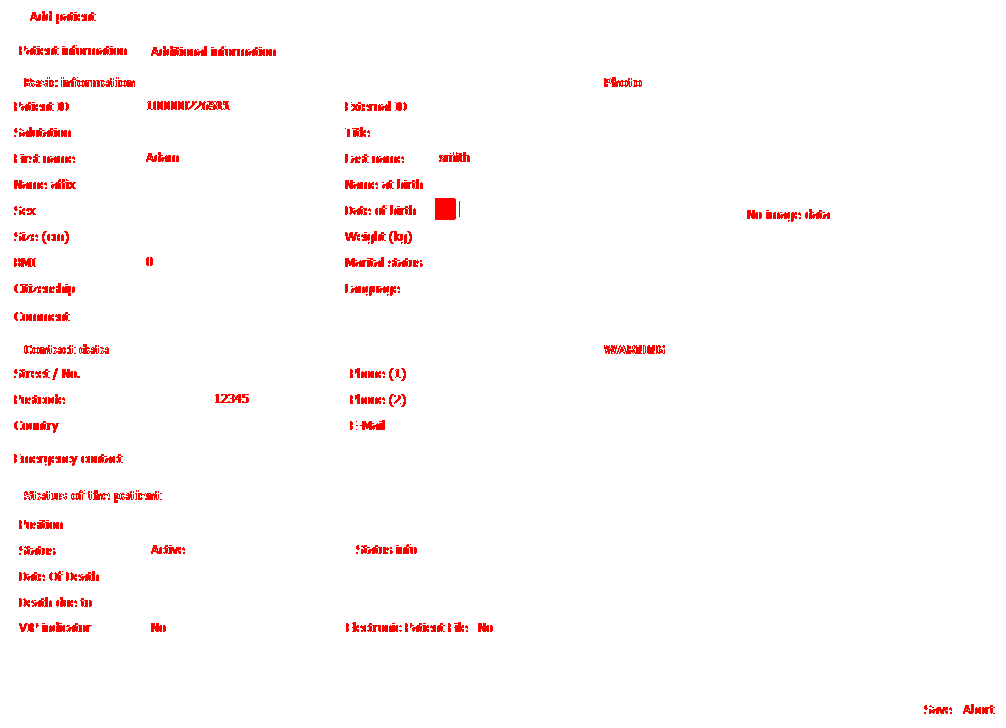 Add patient
Patient information Additional information
Basic information Photo
Patient ID External ID
Salutation Title
First name Adam Last name smith
Name affix Name at birth
Sex Date of birth
No image data
Size (cm) Weight (kg)
BMI 0 Marital status
Citizenship Language
Comment
Contact data WARNING
Street / No. Phone (1)
Postcode 12345 Phone (2)
Country E-Mail
Emergency contact
Status of the patient
Position
Status Active Status info
Date Of Death
Death due to
VIP indicator No Electronic Patient File No
Save Abort